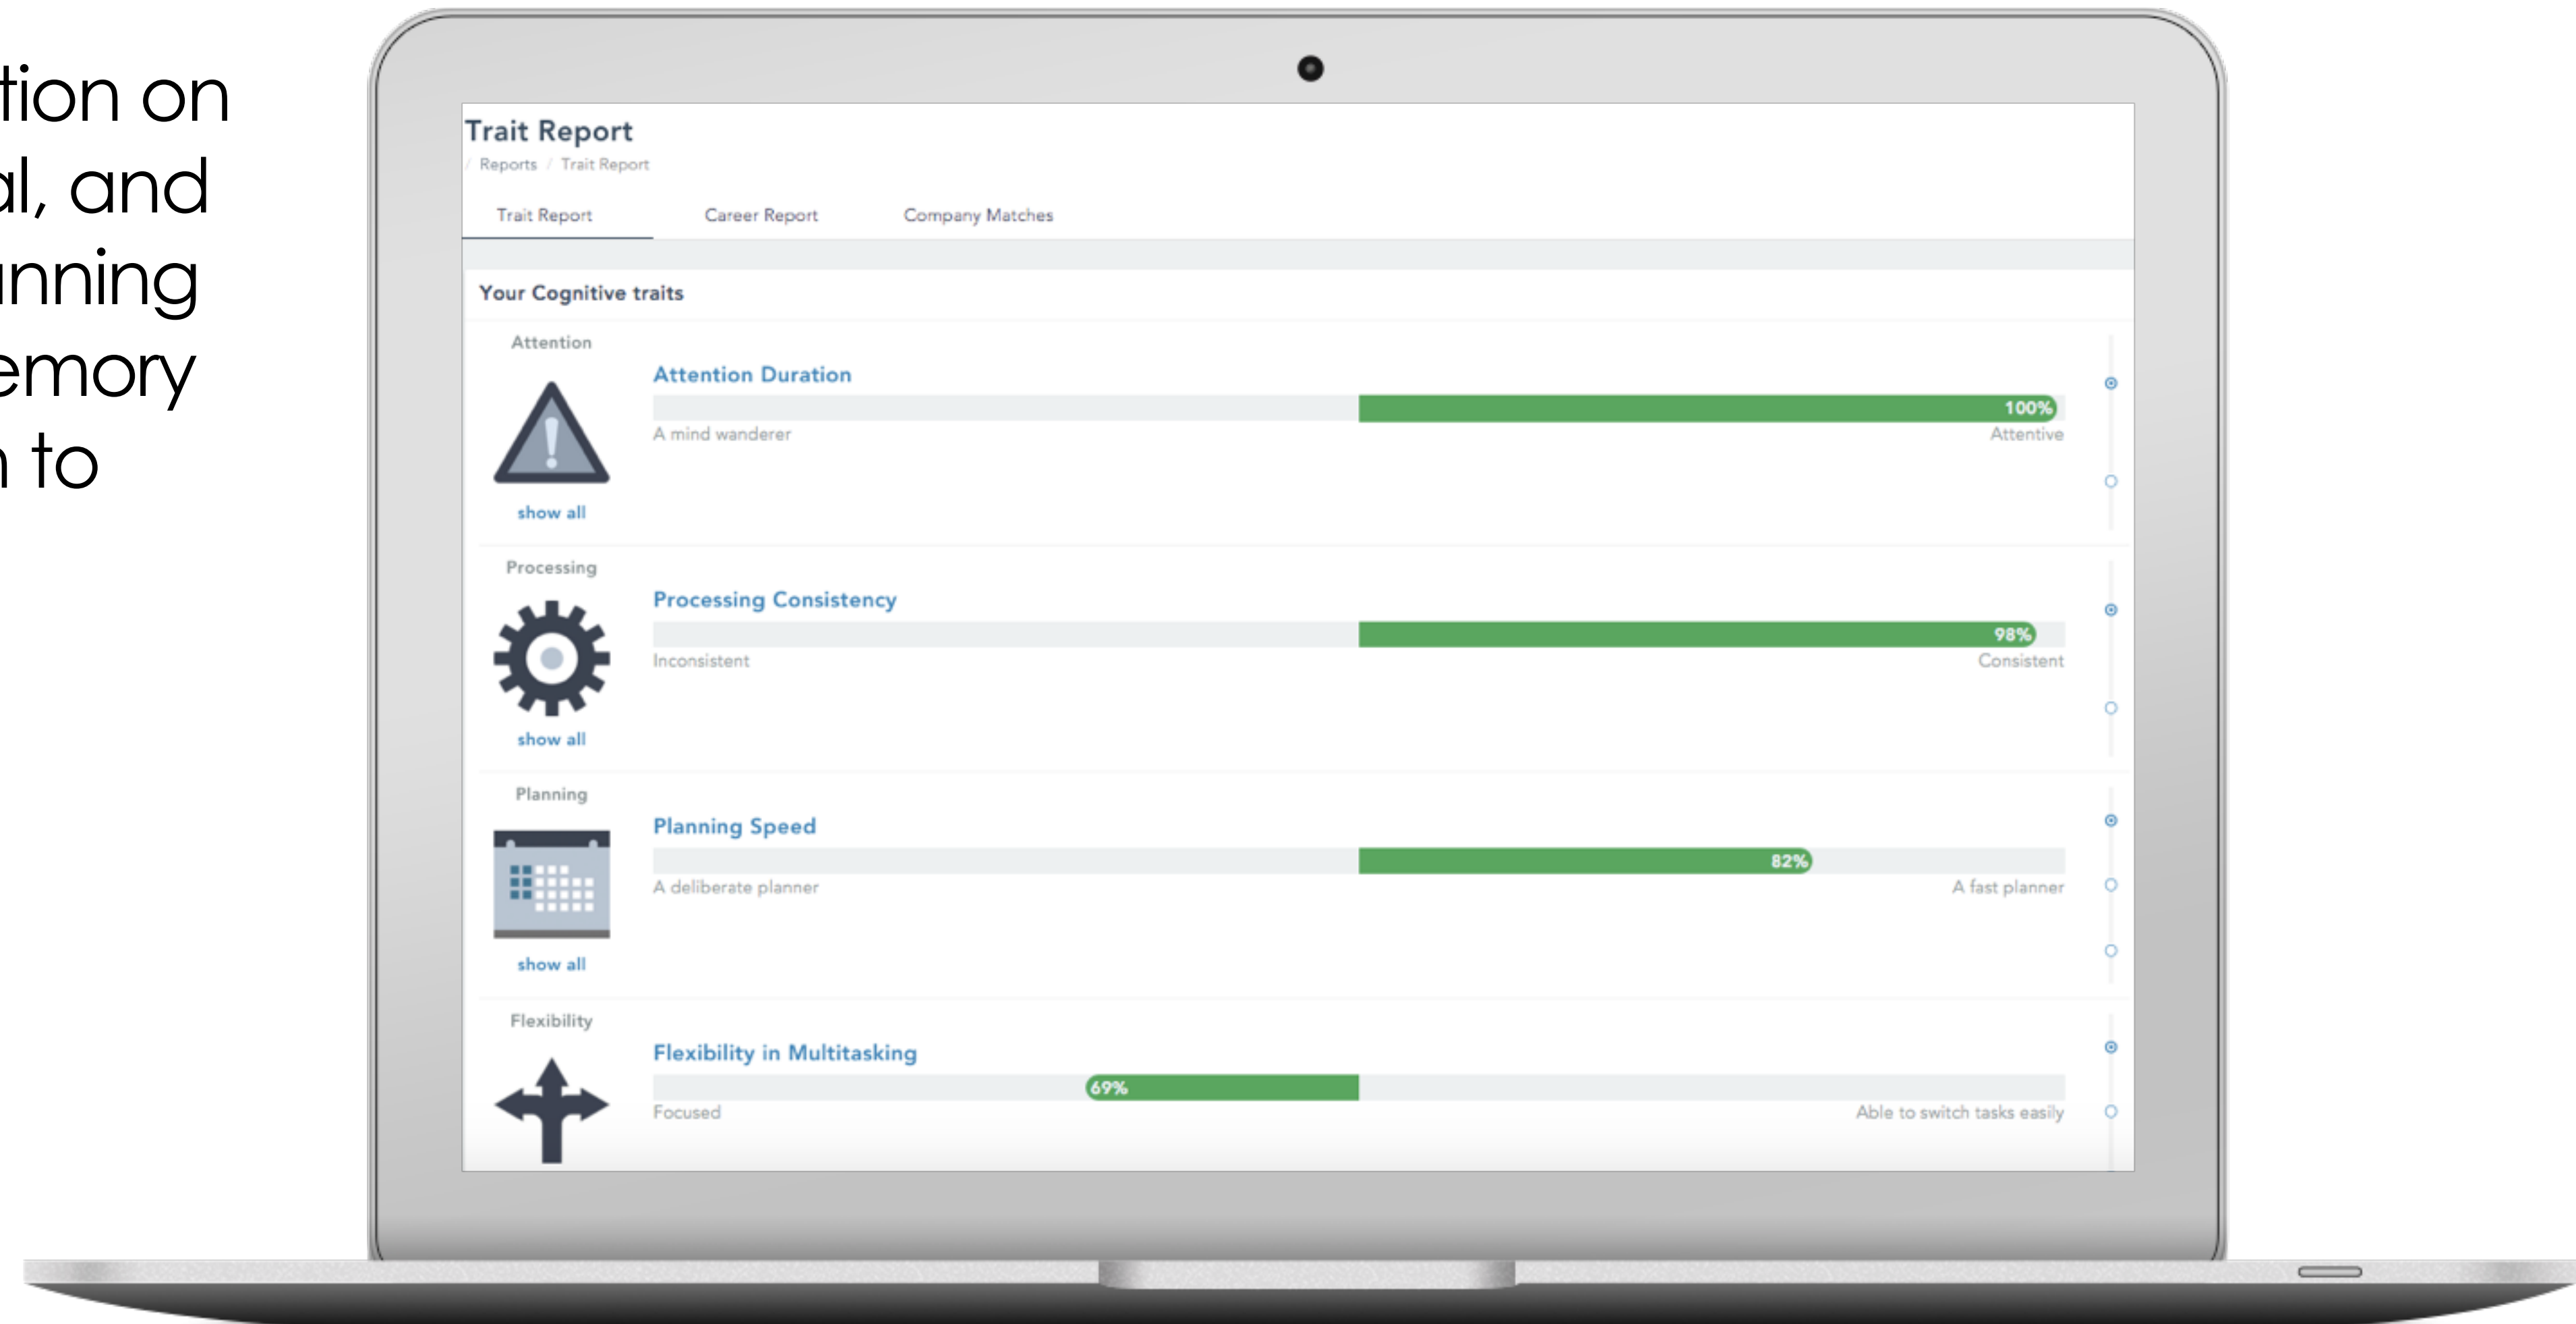 tion on
al, and
anning
emory
n to
Trait Report
/ Reports / Trait Report
Trait Report Career Report Company Matches
Your Cognitive traits
Attention
Attention Duration
100%
A mind wanderer Attentive
show all
Processing
Processing Consistency
98%
Inconsistent Consistent
show all
Planning
Planning Speed
82%
A deliberate planner A fast planner
show all
Flexibility
Flexibility in Multitasking
69%
Focused Able to switch tasks easily